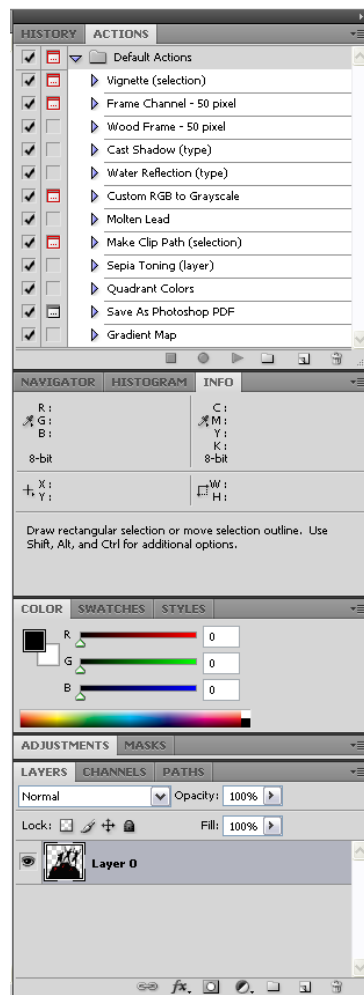 HISTORY ACTIONS
Default Actions
Vignette (selection)
Frame Channel - 50 pixel
Wood Frame - 50 pixel
Cast Shadow (type)
Water Reflection (type)
Custom RGB to Grayscale
Molten Lead
Make Clip Path (selection)
Sepia Toning (layer)
Quadrant Colors
Save As Photoshop PDF
Gradient Map
NAVIGATOR HISTOGRAM INFO
R: C:
G: M:
B: Y:
K:
8-bit 8-bit
X: W:
Y: H:
Draw rectangular selection or move selection outline. Use
Shift, Alt, and Ctrl for additional options.
COLOR SWATCHES STYLES
R 0
G 0
B 0
ADJUSTMENTS MASKS
LAYERS CHANNELS PATHS
Normal Opacity: 100%
Lock: Fill: 100%
Layer 0
fx.